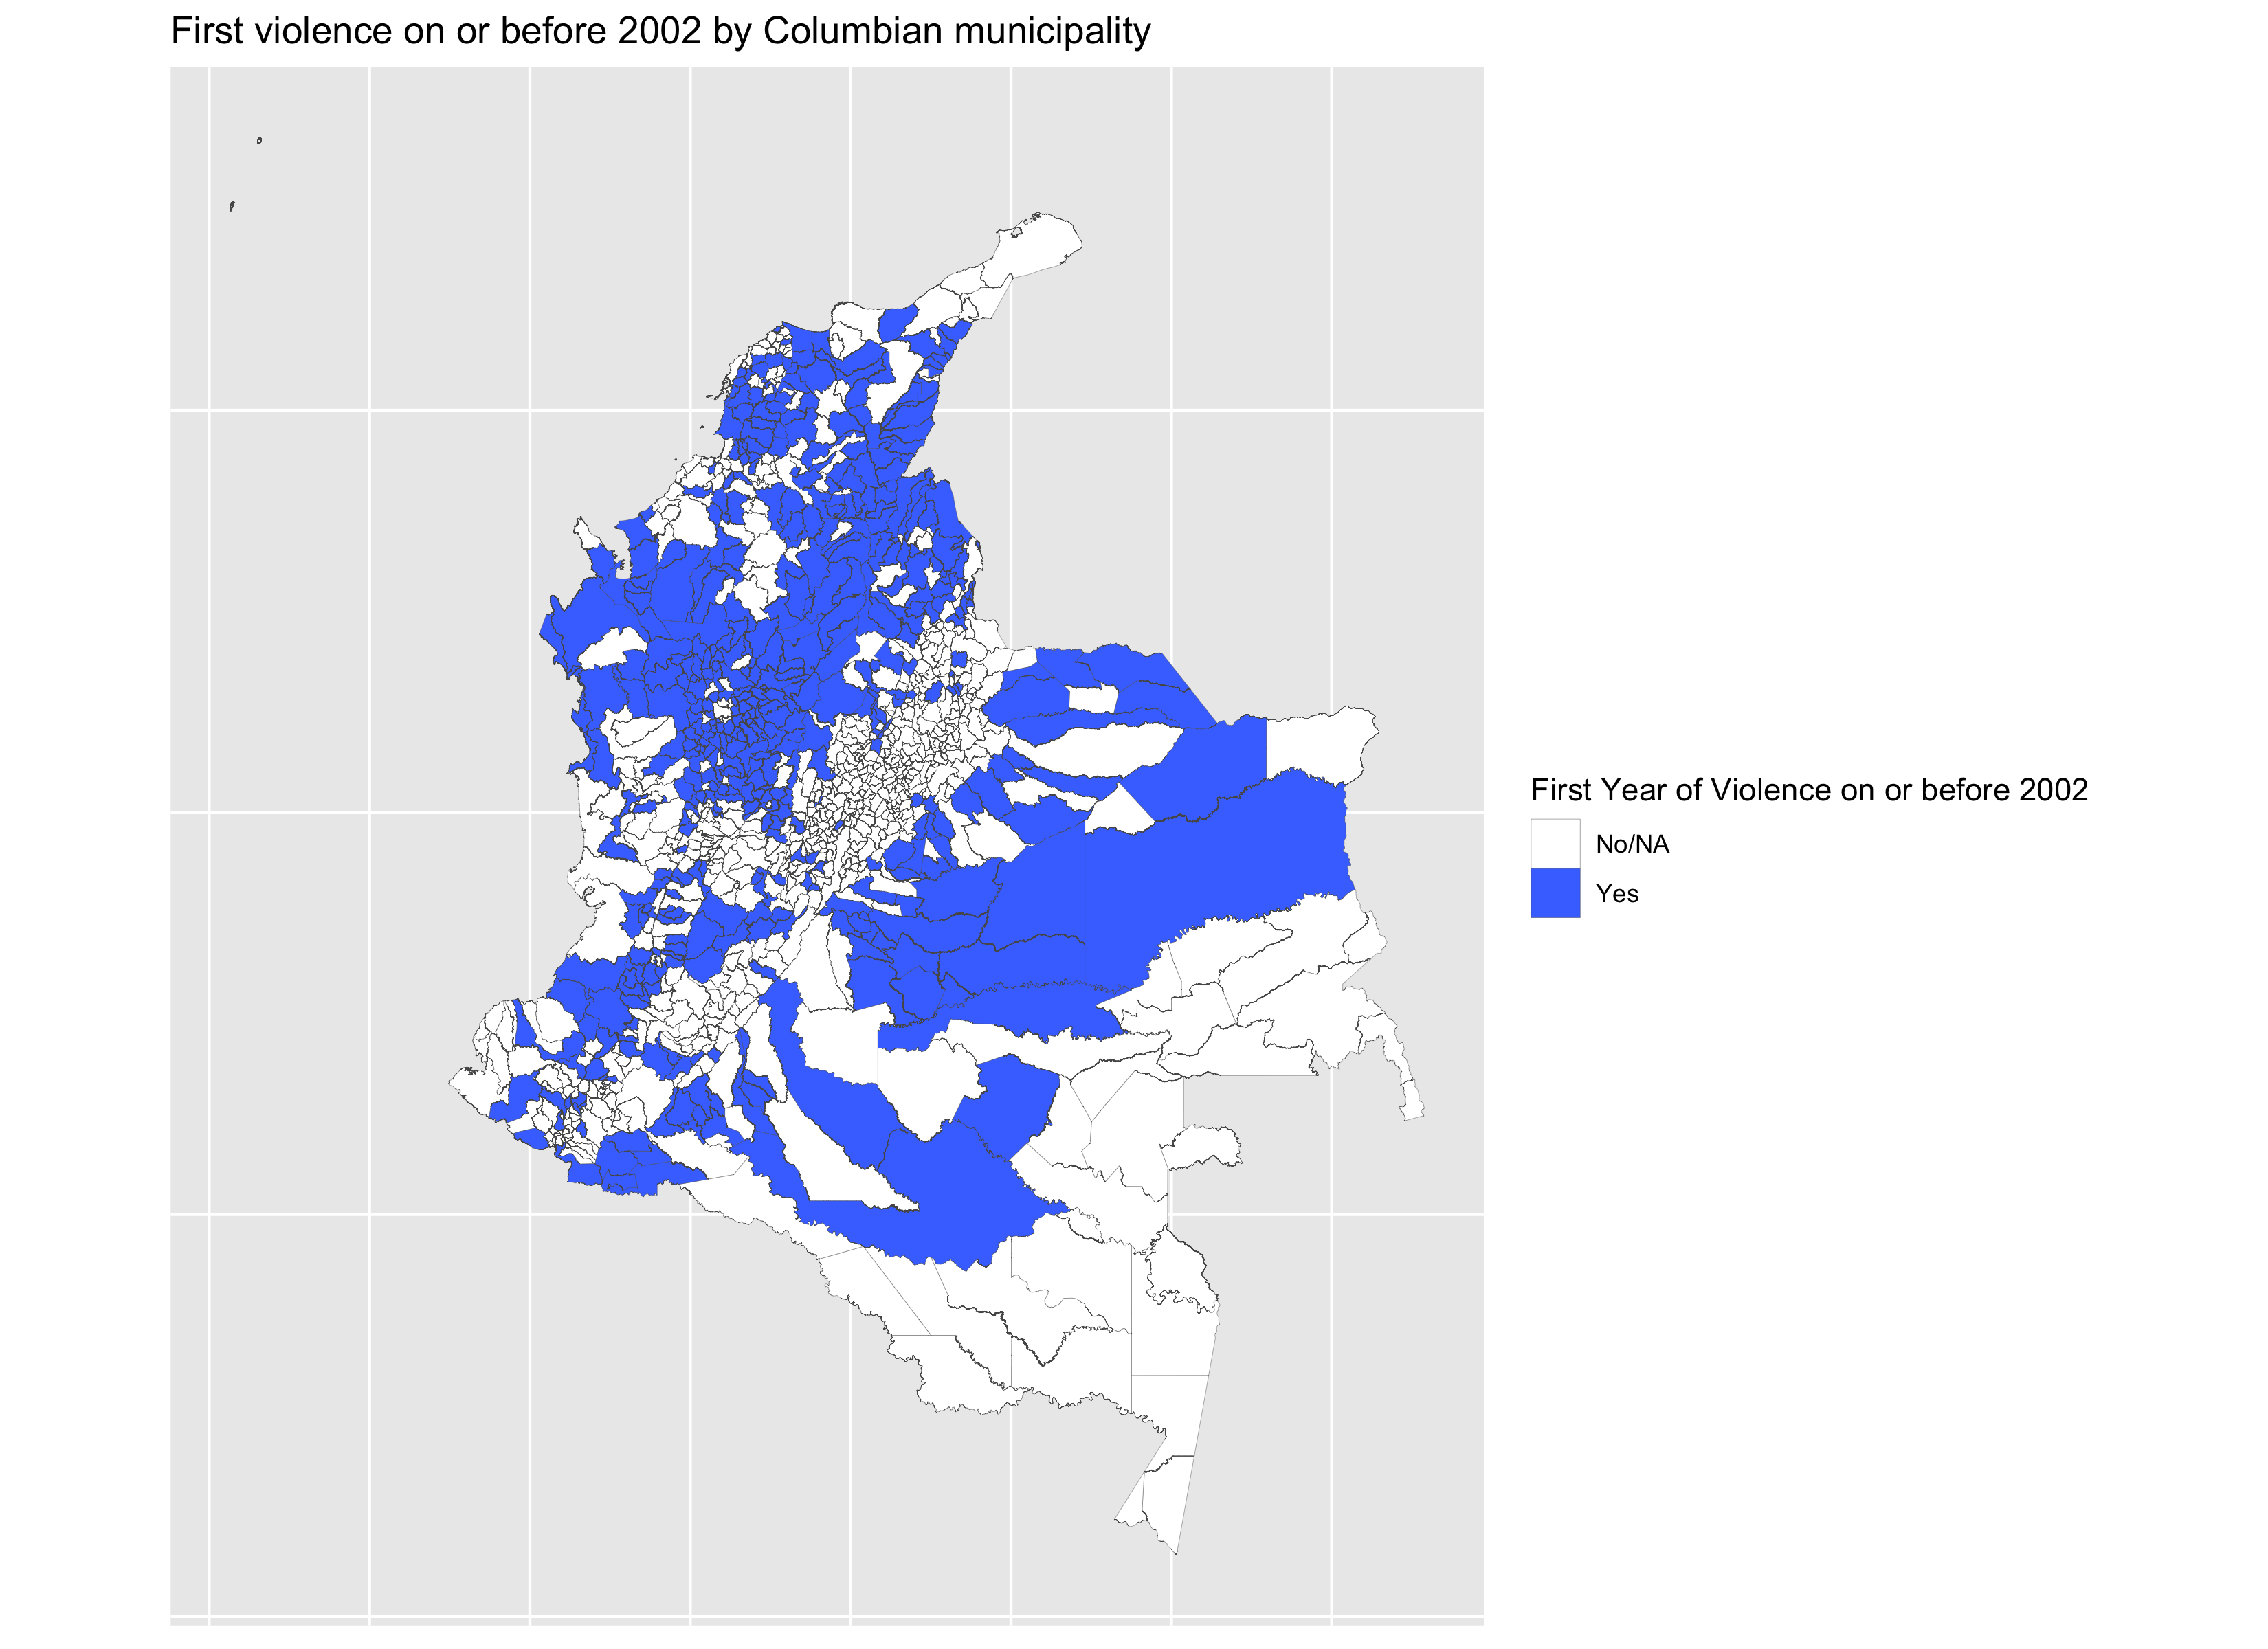 First violence on or before 2002 by Columbian municipality
First Year of Violence on or before 2002
No/NA
Yes